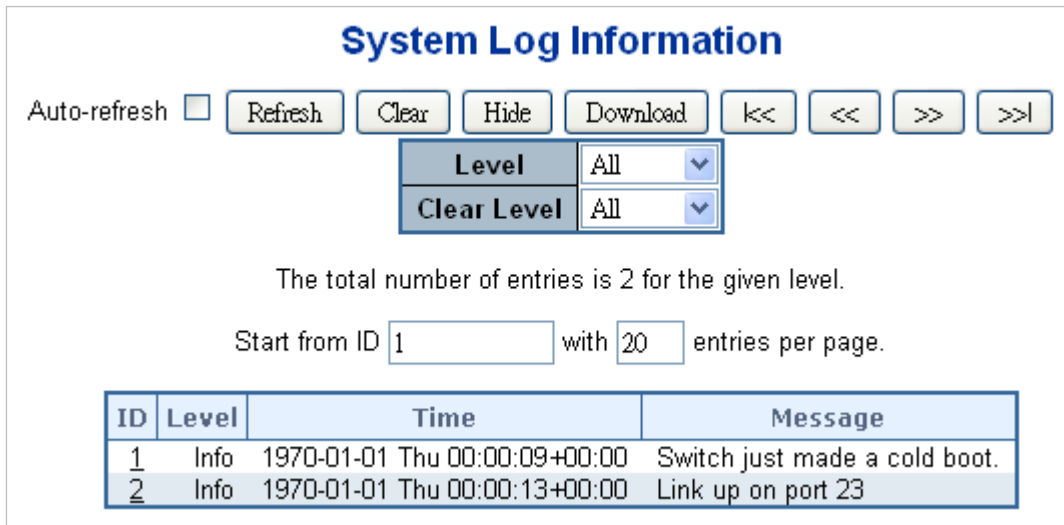 System Log Information
Auto-refresh Refresh Clear Hide Download |<< << >> >>|
Level All
Clear Level All
The total number of entries is 2 for the given level.
Start from ID 1 with 20 entries per page.
ID Level Time Message
1 Info 1970-01-01 Thu 00:00:09+00:00 Switch just made a cold boot.
2 Info 1970-01-01 Thu 00:00:13+00:00 Link up on port 23